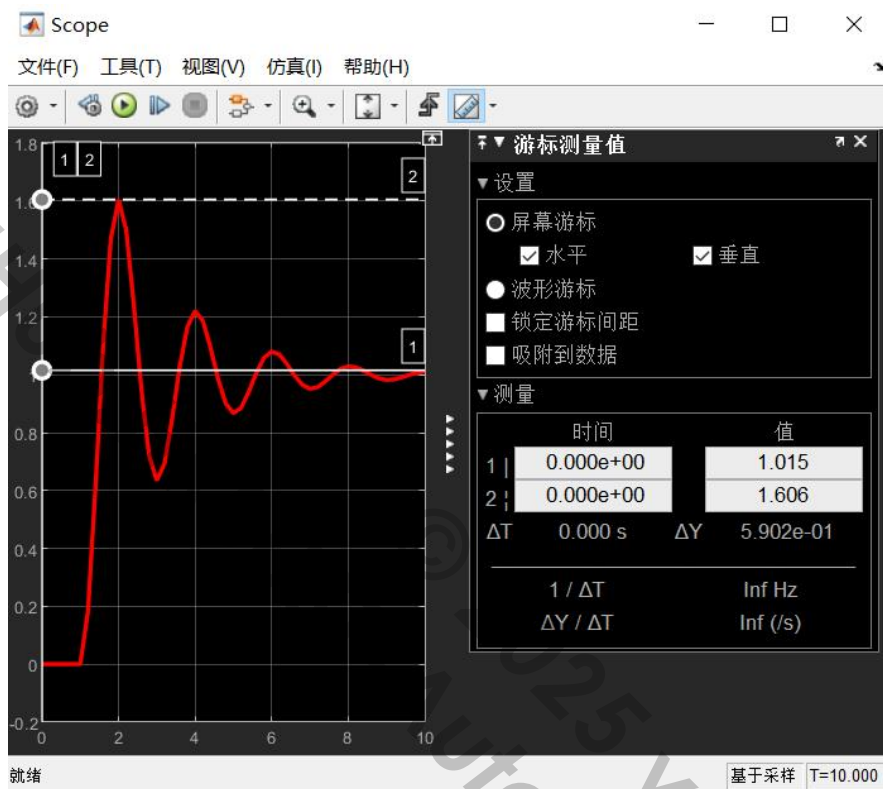 Scope
文件(F) 工具(T) 视图(V) 仿真(I) 帮助(H)
1.8
1.6
1.4
1.2
1
0.8
0.6
0.4
0.2
0
-0.2
0 2 4 6 8 10
1 2
2
1
游标测量值
设置
屏幕游标
水平 垂直
波形游标
锁定游标间距
吸附到数据
测量
时间 值
1 | 0.000e+00 1.015
2 ¦ 0.000e+00 1.606
ΔT 0.000 s ΔY 5.902e-01
1 / ΔT Inf Hz
ΔY / ΔT Inf (/s)
就绪 基于采样 T=10.000
© 2025